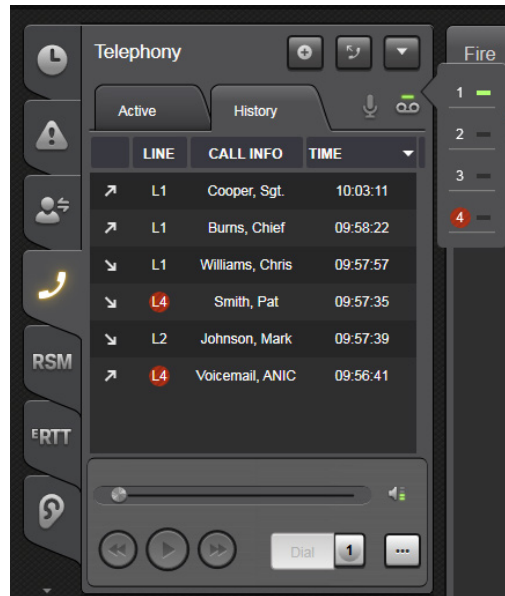 Telephony
Fire
Active
History
1
2
3
4
LINE CALL INFO TIME
L1 Cooper, Sgt. 10:03:11
L1 Burns, Chief 09:58:22
L1 Williams, Chris 09:57:57
L4 Smith, Pat 09:57:35
L2 Johnson, Mark 09:57:39
L4 Voicemail, ANIC 09:56:41
RSM
ERTT
Dial 1